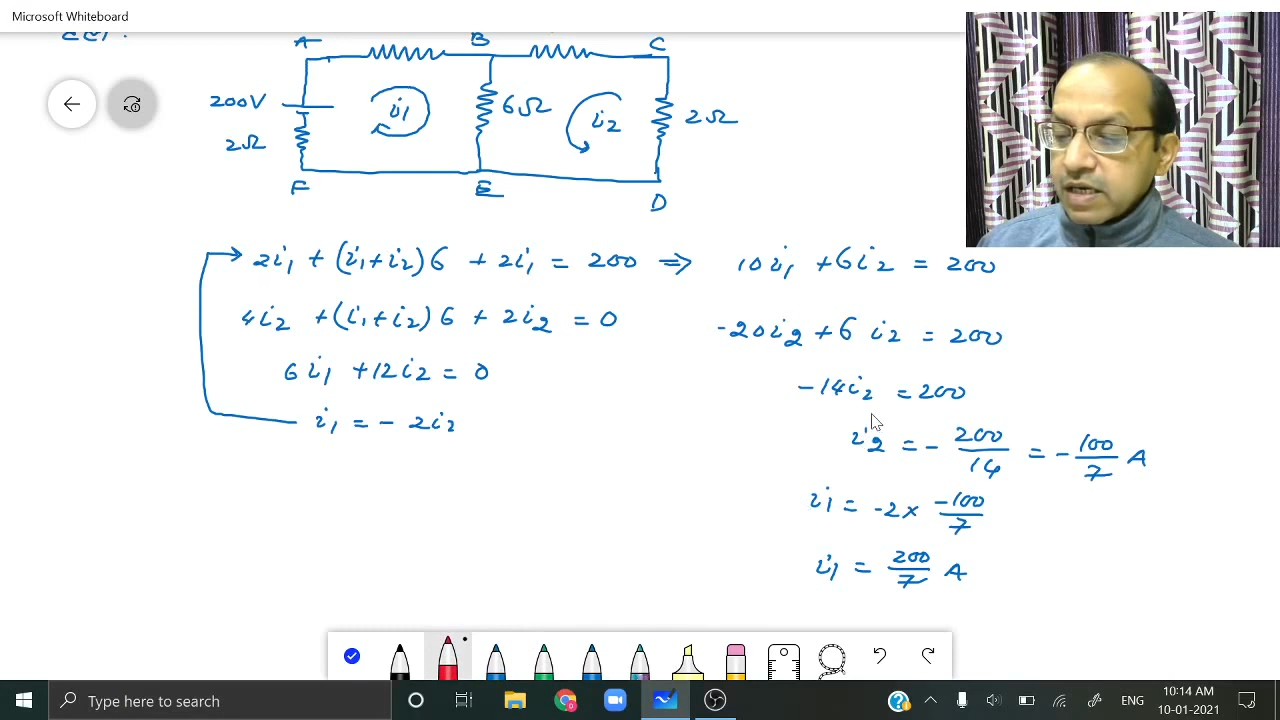 Microsoft Whiteboard
A B C
200V
2Ω
i1
6Ω
i2
2Ω
F E D
2i1 + (i1+i2)6 + 2i1 = 200 ⇒ 10i1 + 6i2 = 200
4i2 + (i1+i2)6 + 2i2 = 0
-20i2 + 6i2 = 200
6i1 + 12i2 = 0
-14i2 = 200
i1 = - 2i2
i2 = - 200/14 = - 100/7 A
i1 = -2 × -100/7
i1 = 200/7 A
Type here to search
ENG
10:14 AM
10-01-2021